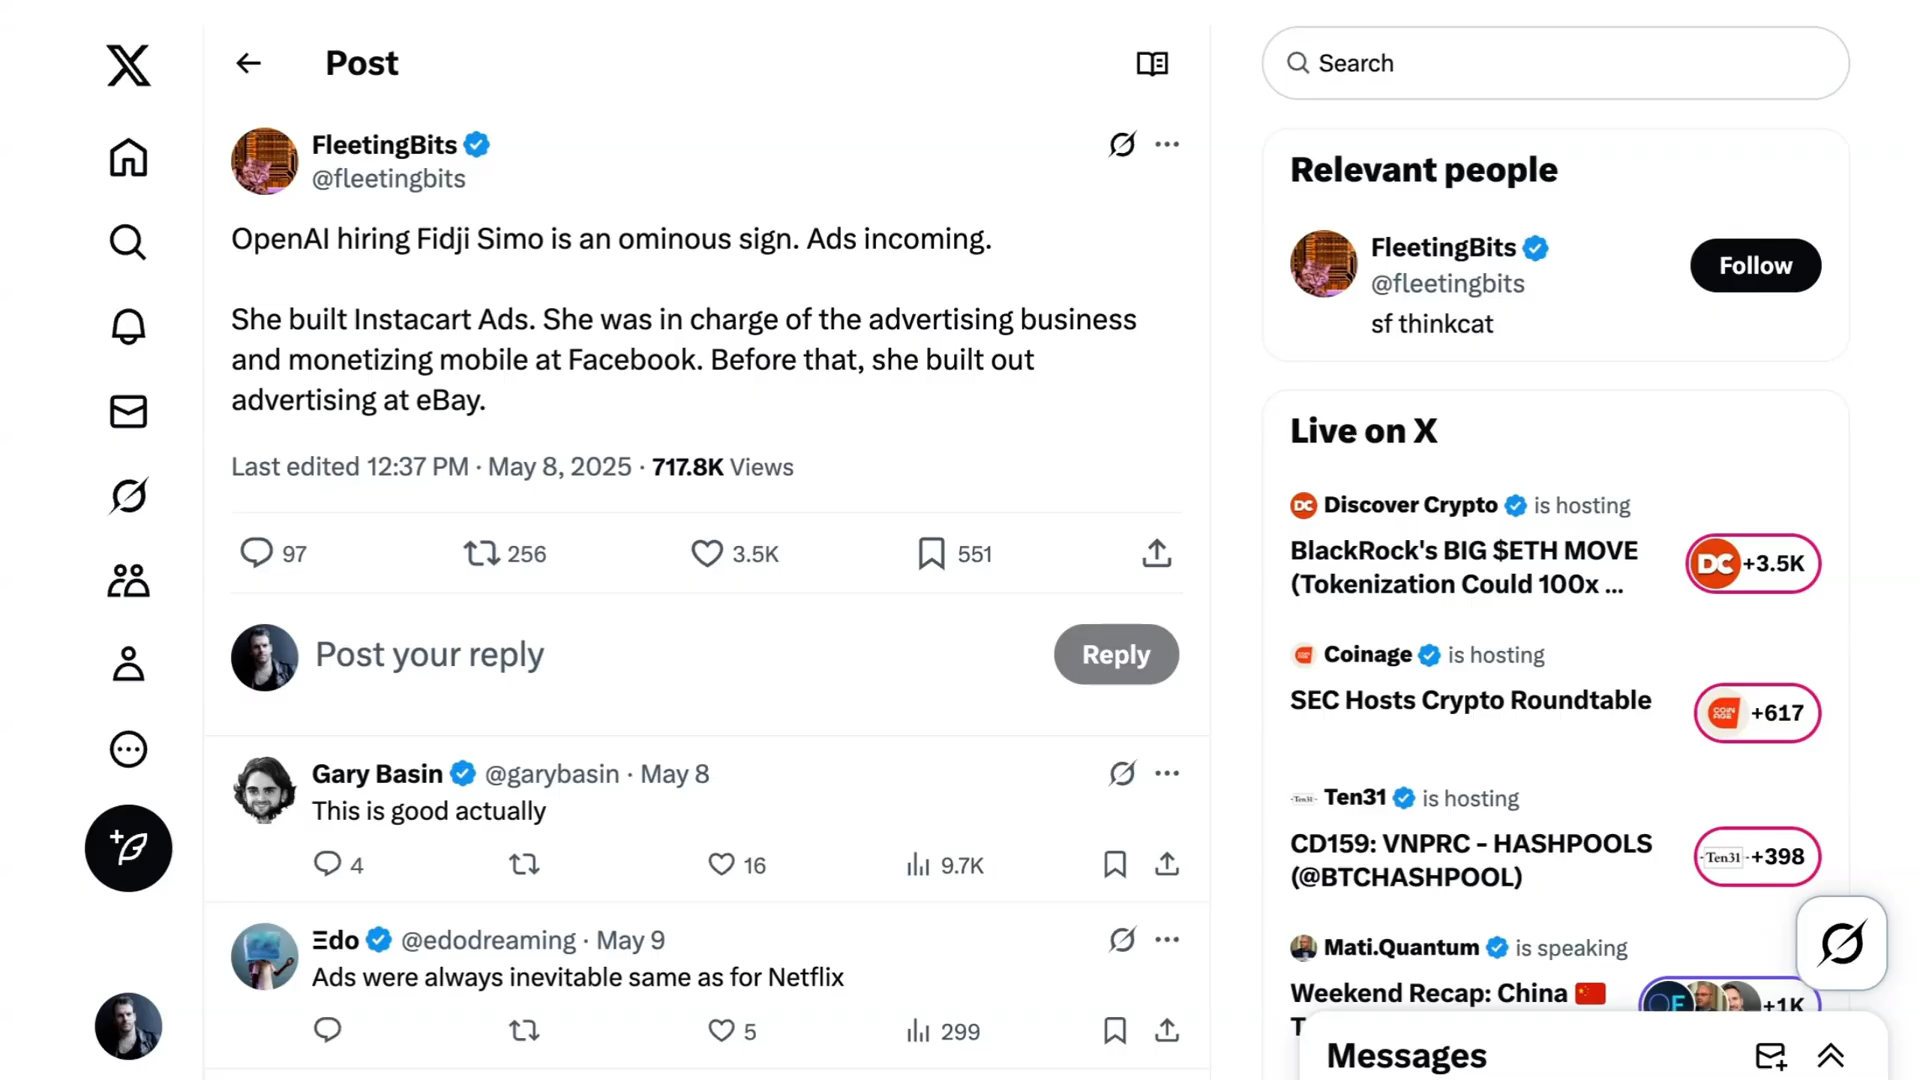 Post
FleetingBits
@fleetingbits
OpenAI hiring Fidji Simo is an ominous sign. Ads incoming.
She built Instacart Ads. She was in charge of the advertising business
and monetizing mobile at Facebook. Before that, she built out
advertising at eBay.
Last edited 12:37 PM · May 8, 2025 · 717.8K Views
97 256 3.5K 551
Post your reply
Reply
Gary Basin @garybasin · May 8
This is good actually
4 16 9.7K
Ξdo @edodreaming · May 9
Ads were always inevitable same as for Netflix
5 299
Search
Relevant people
FleetingBits
@fleetingbits
Follow
sf thinkcat
Live on X
DC Discover Crypto is hosting
BlackRock's BIG $ETH MOVE
(Tokenization Could 100x ...
DC +3.5K
Coinage is hosting
SEC Hosts Crypto Roundtable
COIN
AGE
+617
Ten31 Ten31 is hosting
CD159: VNPRC - HASHPOOLS
(@BTCHASHPOOL)
Ten31 +398
Mati.Quantum is speaking
Weekend Recap: China 🇨🇳
+1K
Messages